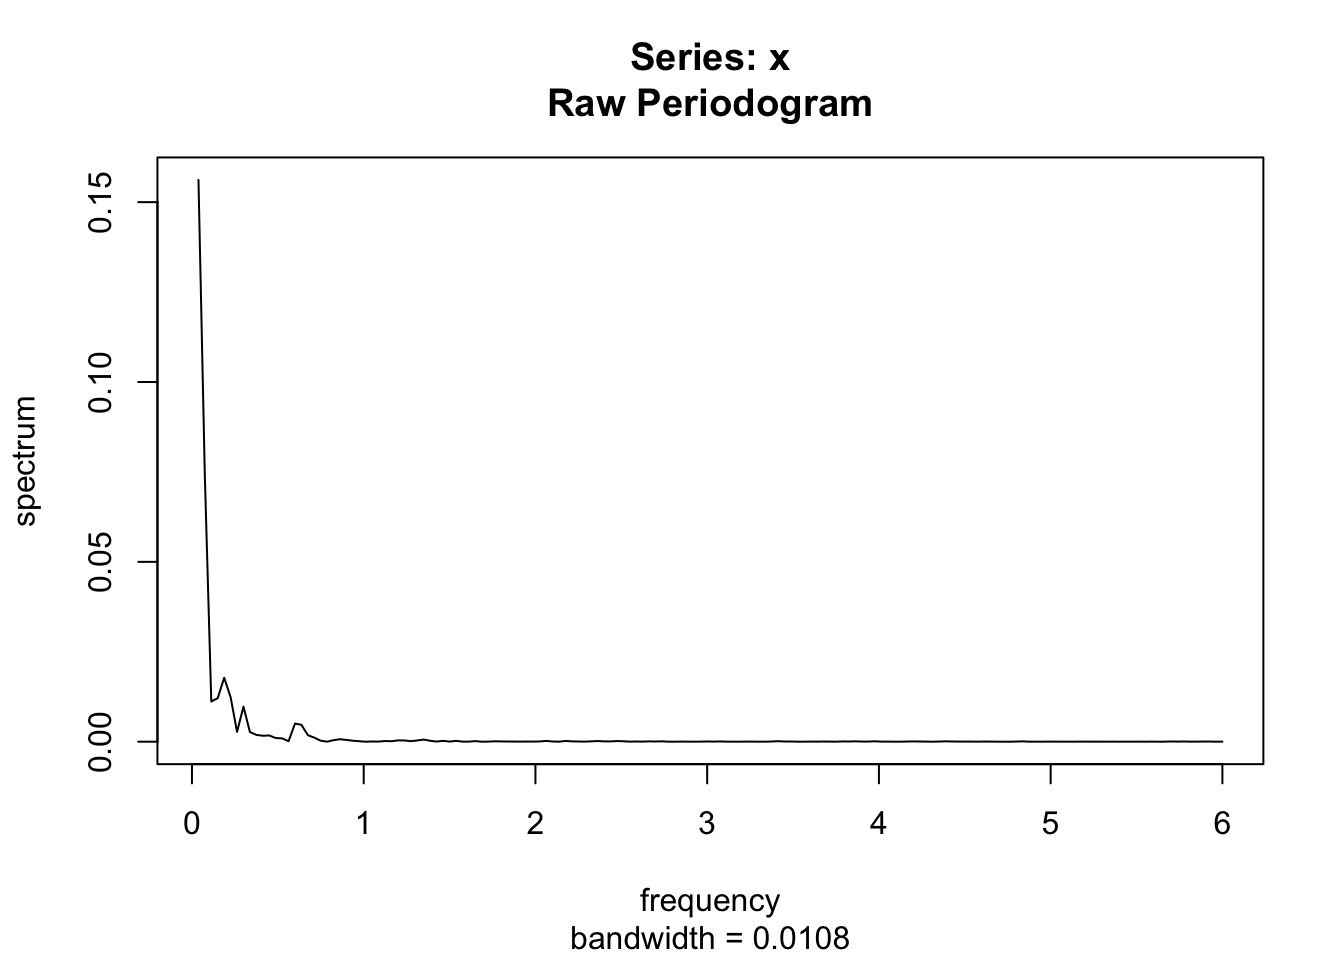 Series: x
Raw Periodogram
spectrum
0.15
0.10
0.05
0.00
0 1 2 3 4 5 6
frequency
bandwidth = 0.0108